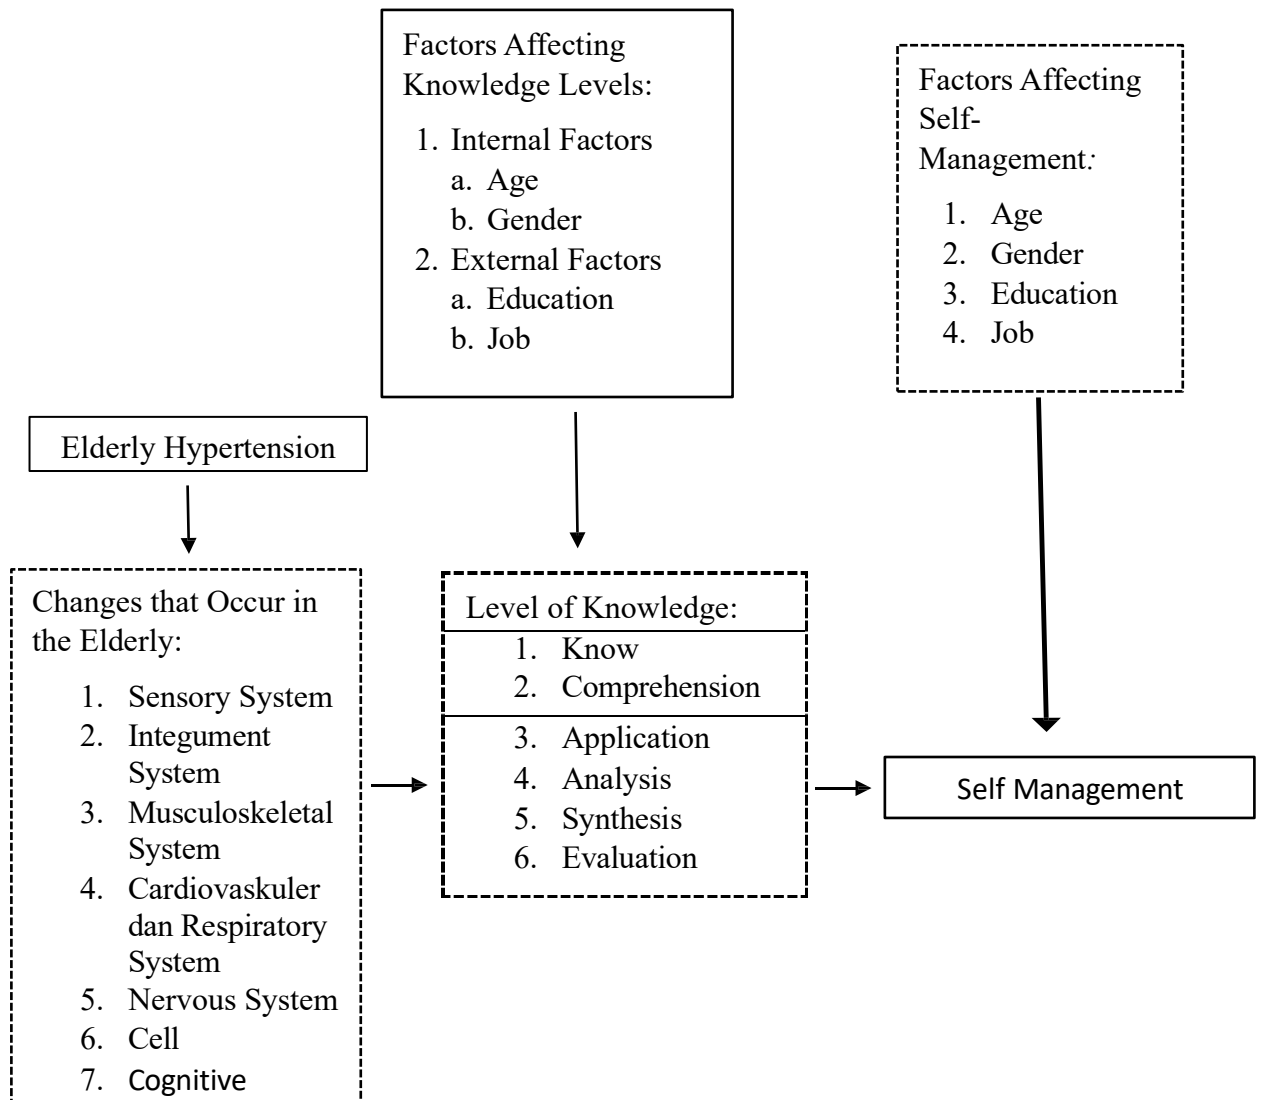 Factors Affecting
Knowledge Levels:
1. Internal Factors
a. Age
b. Gender
2. External Factors
a. Education
b. Job
Factors Affecting
Self-
Management:
1. Age
2. Gender
3. Education
4. Job
Elderly Hypertension
Changes that Occur in
the Elderly:
1. Sensory System
2. Integument
System
3. Musculoskeletal
System
4. Cardiovaskuler
dan Respiratory
System
5. Nervous System
6. Cell
7. Cognitive
Level of Knowledge:
1. Know
2. Comprehension
3. Application
4. Analysis
5. Synthesis
6. Evaluation
Self Management